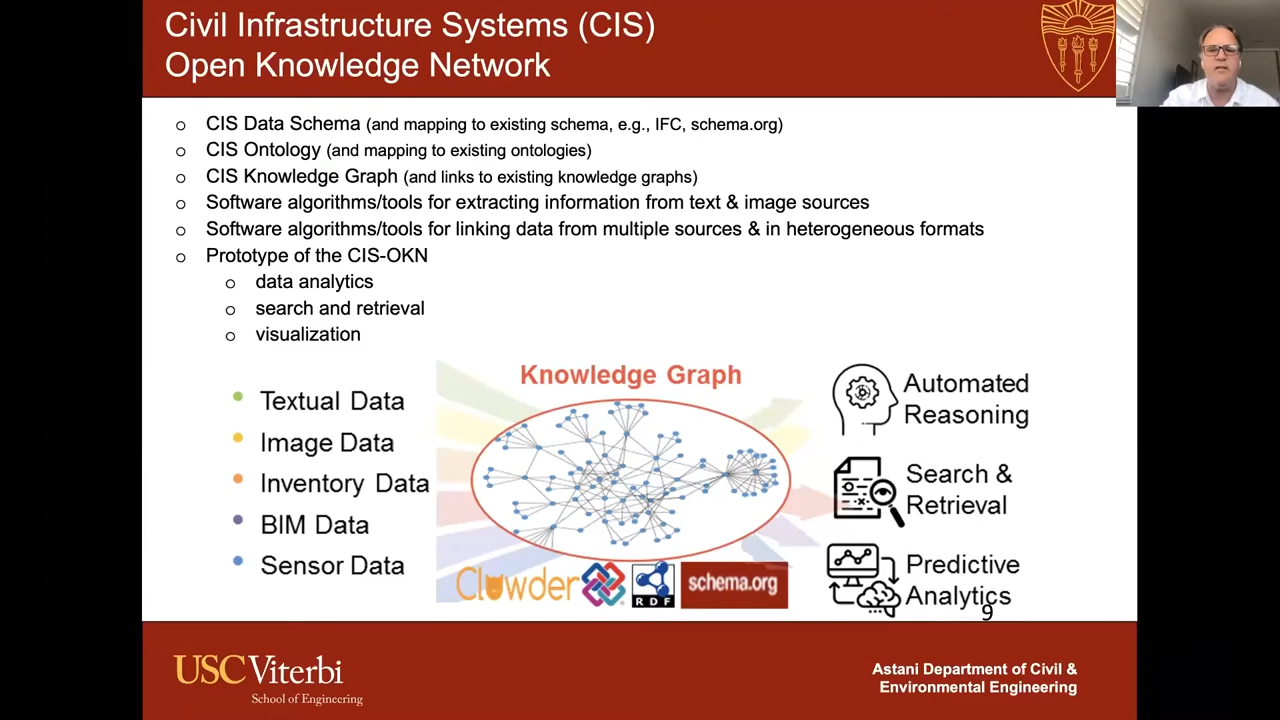 Civil Infrastructure Systems (CIS)
Open Knowledge Network
o CIS Data Schema (and mapping to existing schema, e.g., IFC, schema.org)
o CIS Ontology (and mapping to existing ontologies)
o CIS Knowledge Graph (and links to existing knowledge graphs)
o Software algorithms/tools for extracting information from text & image sources
o Software algorithms/tools for linking data from multiple sources & in heterogeneous formats
o Prototype of the CIS-OKN
o data analytics
o search and retrieval
o visualization
• Textual Data
• Image Data
• Inventory Data
• BIM Data
• Sensor Data
Knowledge Graph
Clowder
RDF
schema.org
Automated
Reasoning
Search &
Retrieval
Predictive
Analytics
9
USC Viterbi
School of Engineering
Astani Department of Civil &
Environmental Engineering